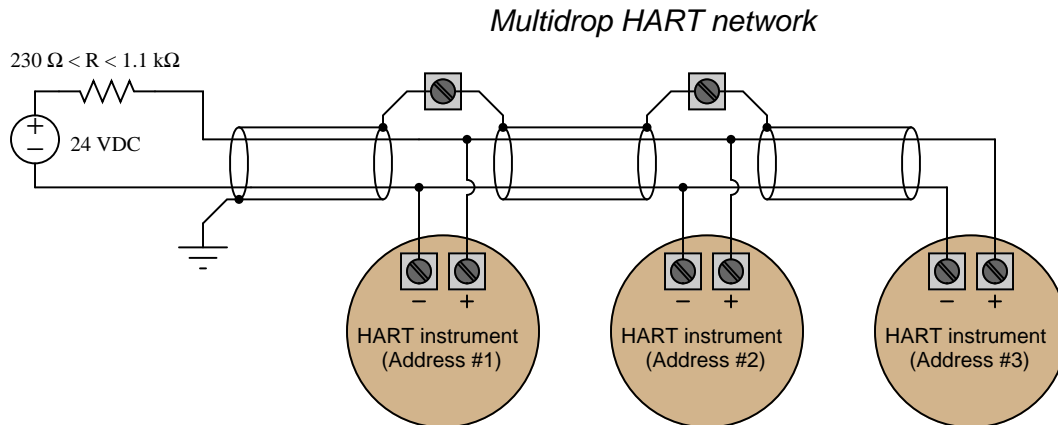 Multidrop HART network
230 Ω < R < 1.1 kΩ
+
−
24 VDC
− +
− +
− +
HART instrument
(Address #1)
HART instrument
(Address #2)
HART instrument
(Address #3)